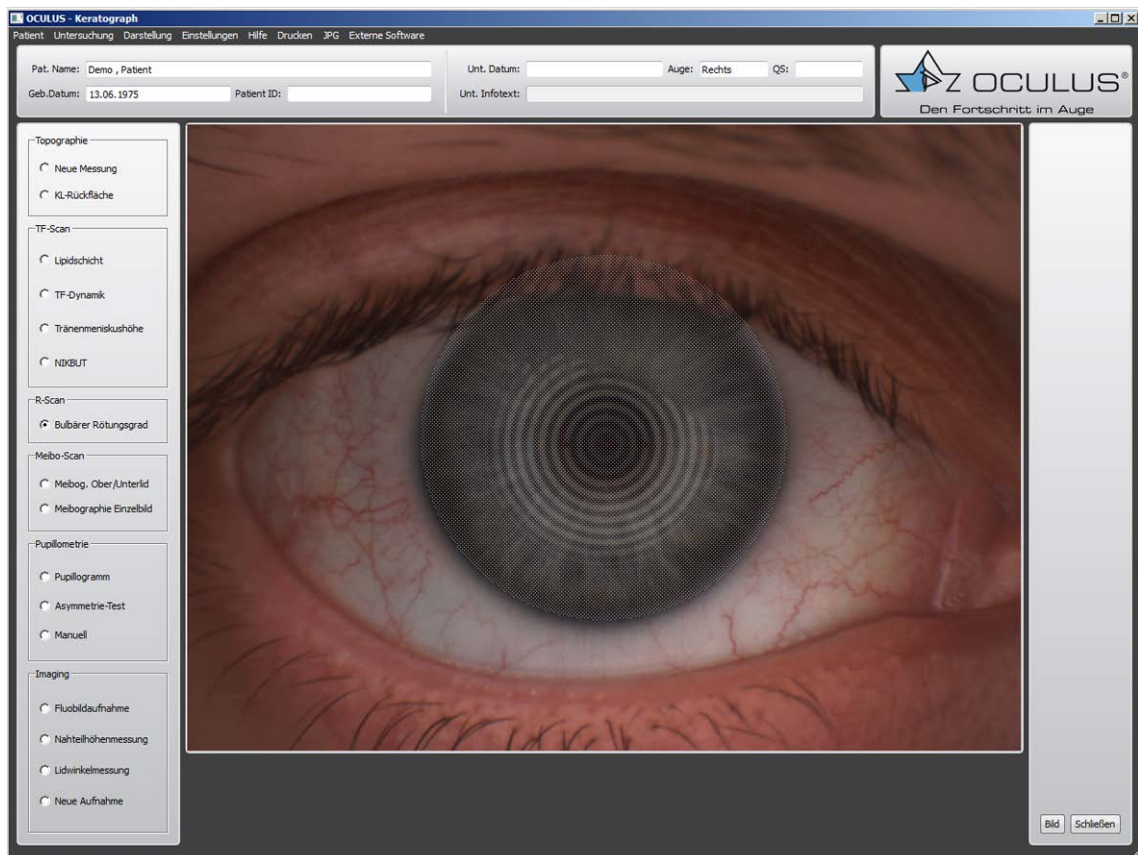 OCULUS - Keratograph
Patient Untersuchung Darstellung Einstellungen Hilfe Drucken JPG Externe Software
Pat. Name: Demo , Patient
Unt. Datum: Auge: Rechts QS:
Geb.Datum: 13.06.1975 Patient ID:
Unt. Infotext:
OCULUS®
Den Fortschritt im Auge
Topographie
Neue Messung
KL-Rückfläche
TF-Scan
Lipidschicht
TF-Dynamik
Tränenmeniskushöhe
NIKBUT
R-Scan
Bulbärer Rötungsgrad
Meibo-Scan
Meibog. Ober/Unterlid
Meibographie Einzelbild
Pupillometrie
Pupillogramm
Asymmetrie-Test
Manuell
Imaging
Fluobildaufnahme
Nahteilhöhenmessung
Lidwinkelmessung
Neue Aufnahme
Bild Schließen